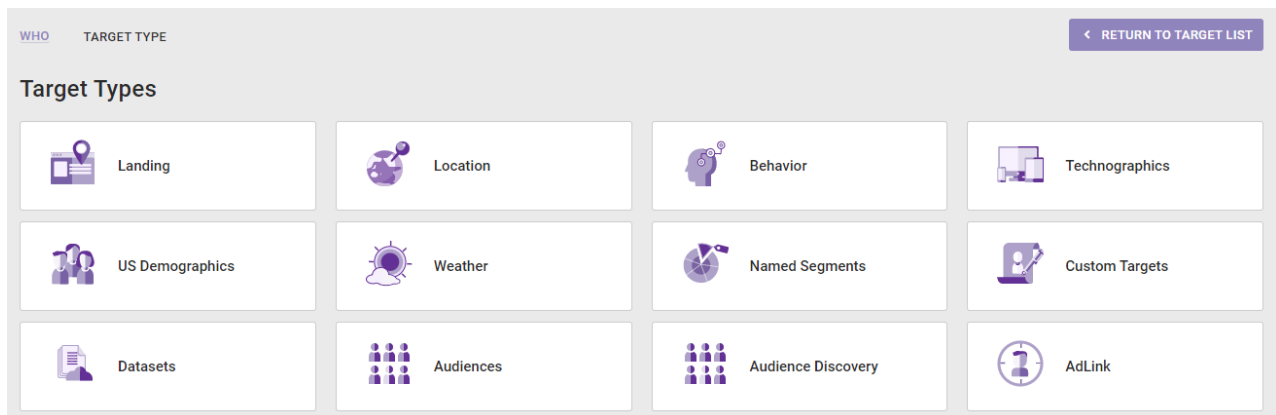 WHO TARGET TYPE
< RETURN TO TARGET LIST
Target Types
Landing
Location
Behavior
Technographics
US Demographics
Weather
Named Segments
Custom Targets
Datasets
Audiences
Audience Discovery
AdLink